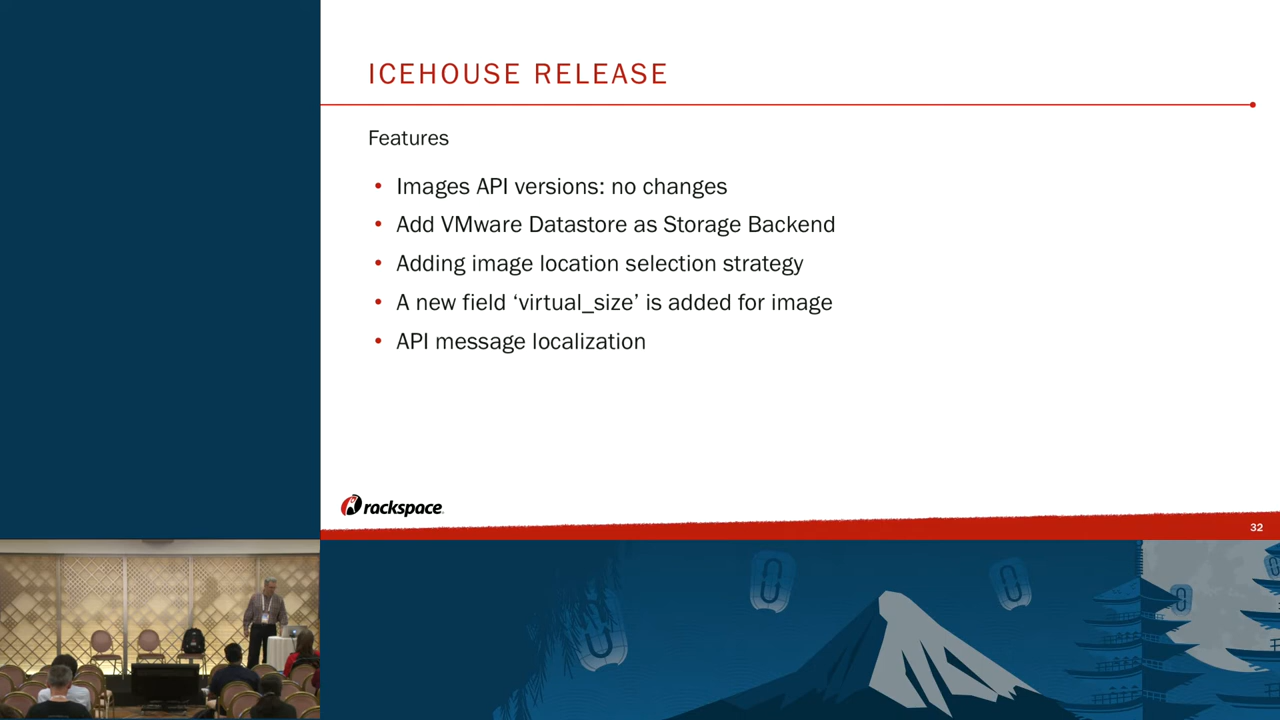 ICEHOUSE RELEASE
Features
• Images API versions: no changes
• Add VMware Datastore as Storage Backend
• Adding image location selection strategy
• A new field ‘virtual_size’ is added for image
• API message localization
rackspace
32